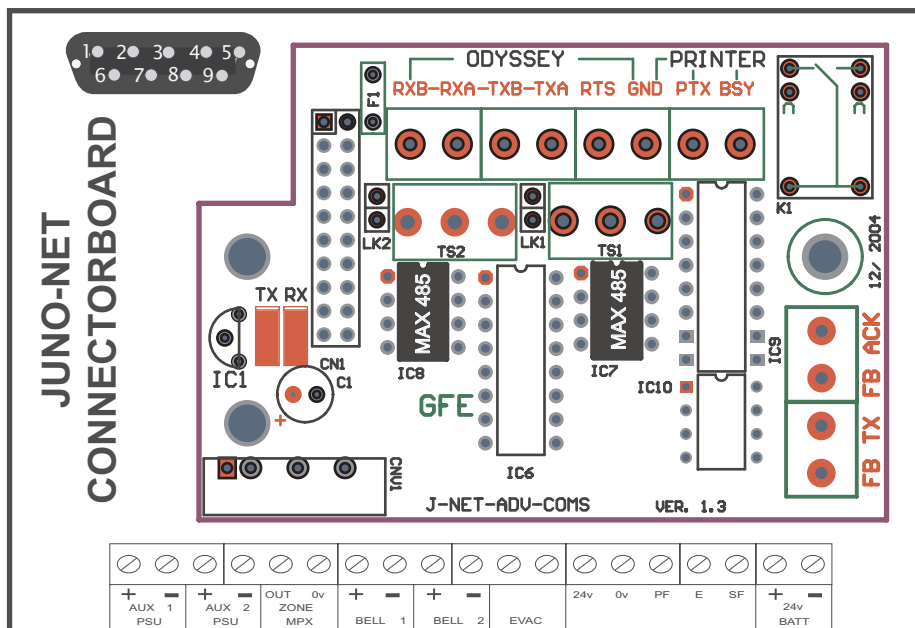 ODYSSEY PRINTER
1 2 3 4 5
6 7 8 9
RXB-RXA-TXB-TXA RTS GND PTX BSY
F1
JUNO-NET
CONNECTORBOARD
K1
LK2 TS2 LK1 TS1
12/ 2004
MAX 485 MAX 485
TX RX
IC1
CN1
C1
IC8 IC7 IC9
IC10
GFE
+
FB ACK
FB TX
IC6
CNV1
J-NET-ADV-COMS VER. 1.3
+ − + − OUT 0v + − + − 24v 0v PF E SF + −
AUX 1 AUX 2 ZONE 24v
PSU PSU MPX BELL 1 BELL 2 EVAC BATT